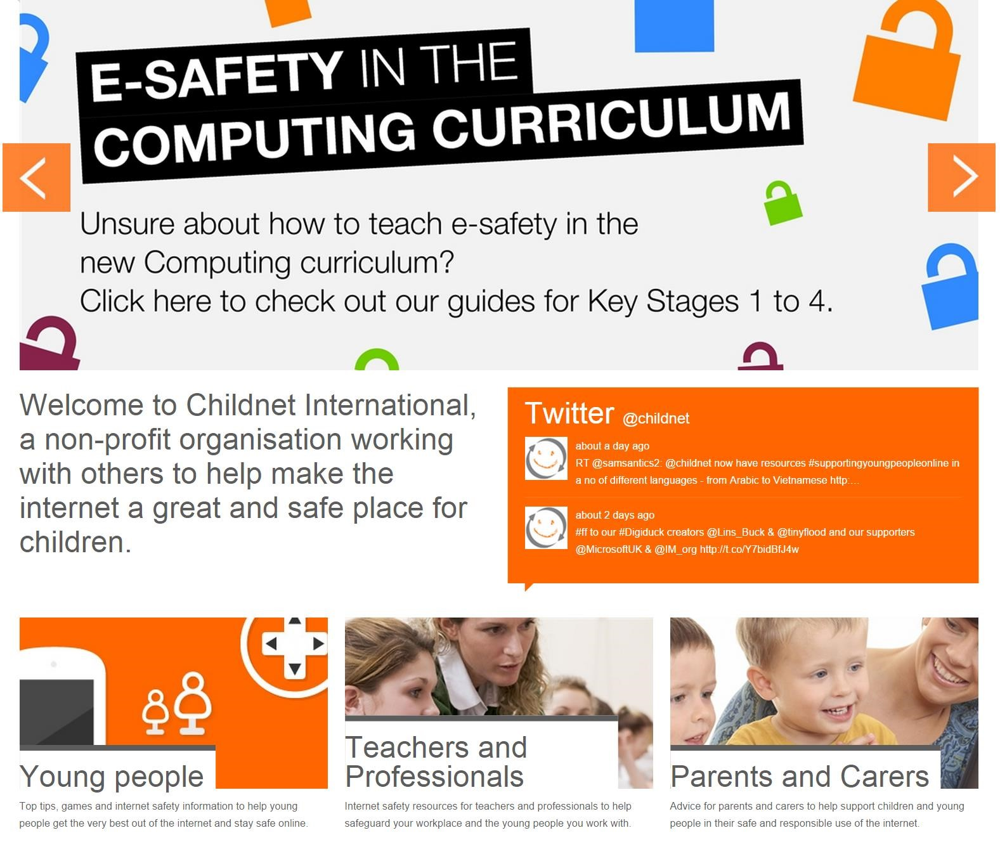 E-SAFETY IN THE
COMPUTING CURRICULUM
Unsure about how to teach e-safety in the
new Computing curriculum?
Click here to check out our guides for Key Stages 1 to 4.
Welcome to Childnet International,
a non-profit organisation working
with others to help make the
internet a great and safe place for
children.
Twitter @childnet
about a day ago
RT @samsantics2: @childnet now have resources #supportingyoungpeopleonline in
a no of different languages - from Arabic to Vietnamese http:...
about 2 days ago
#ff to our #Digiduck creators @Lins_Buck & @tinyflood and our supporters
@MicrosoftUK & @IM_org http://t.co/Y7bidBfJ4w
Young people
Top tips, games and internet safety information to help young
people get the very best out of the internet and stay safe online.
Teachers and
Professionals
Internet safety resources for teachers and professionals to help
safeguard your workplace and the young people you work with.
Parents and Carers
Advice for parents and carers to help support children and young
people in their safe and responsible use of the internet.